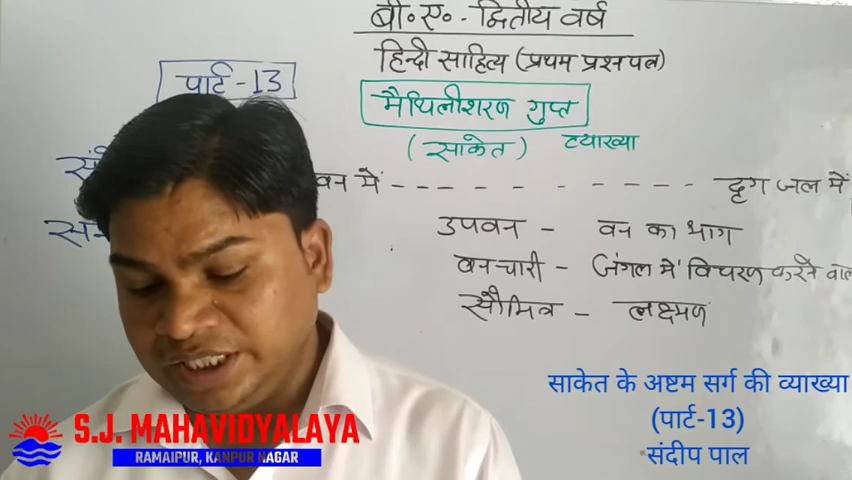 बी॰ए॰ - द्वितीय वर्ष
हिन्दी साहित्य (प्रथम प्रश्नपत्र)
पार्ट - 13
मैथिलीशरण गुप्त
(साकेत) व्याख्या
वन में - - - - - - - - - - - दृग जल में
उपवन - वन का भाग
वनचारी - जंगल में विचरण करने वाल
सौमित्र - लक्ष्मण
साकेत के अष्टम सर्ग की व्याख्या
(पार्ट-13)
संदीप पाल
S.J. MAHAVIDYALAYA
RAMAIPUR, KANPUR NAGAR